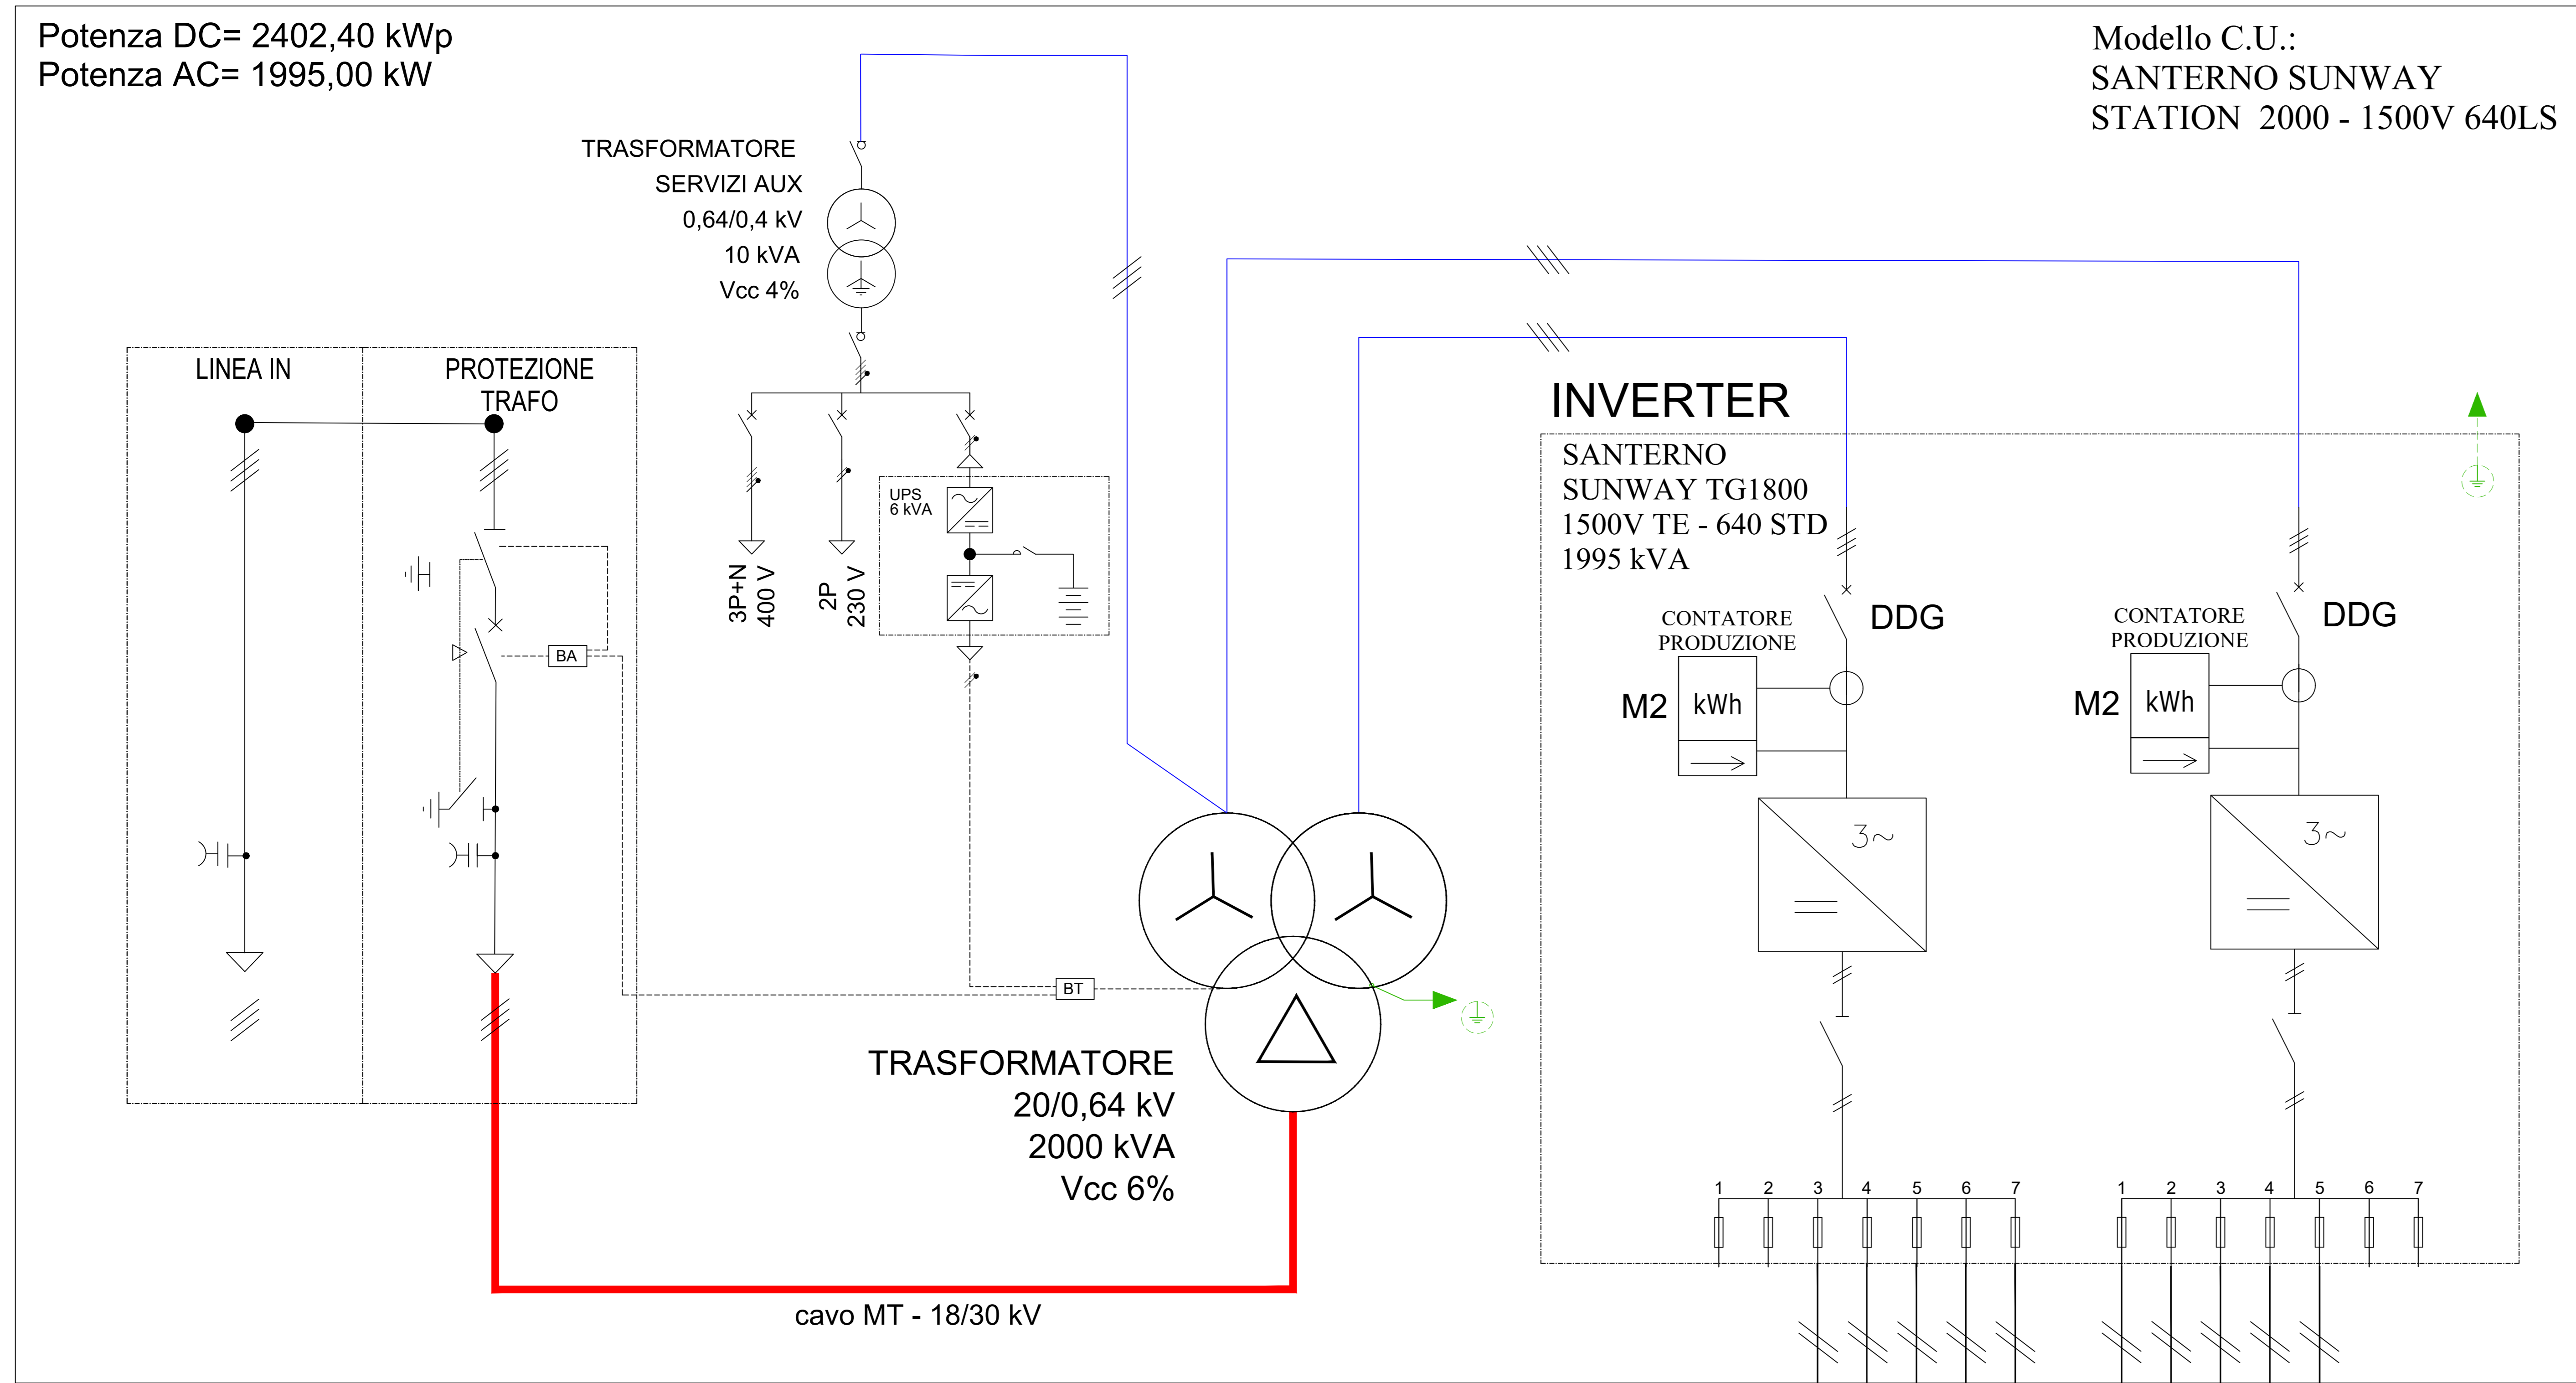 Potenza DC= 2402,40 kWp
Potenza AC= 1995,00 kW
Modello C.U.:
SANTERNO SUNWAY
STATION 2000 - 1500V 640LS
TRASFORMATORE
SERVIZI AUX
0,64/0,4 kV
10 kVA
Vcc 4%
LINEA IN
PROTEZIONE
TRAFO
BA
3P+N
400 V
2P
230 V
UPS
6 kVA
BT
TRASFORMATORE
20/0,64 kV
2000 kVA
Vcc 6%
cavo MT - 18/30 kV
INVERTER
SANTERNO
SUNWAY TG1800
1500V TE - 640 STD
1995 kVA
CONTATORE
PRODUZIONE
DDG
M2
kWh
3~
CONTATORE
PRODUZIONE
DDG
M2
kWh
3~
1 2 3 4 5 6 7
1 2 3 4 5 6 7